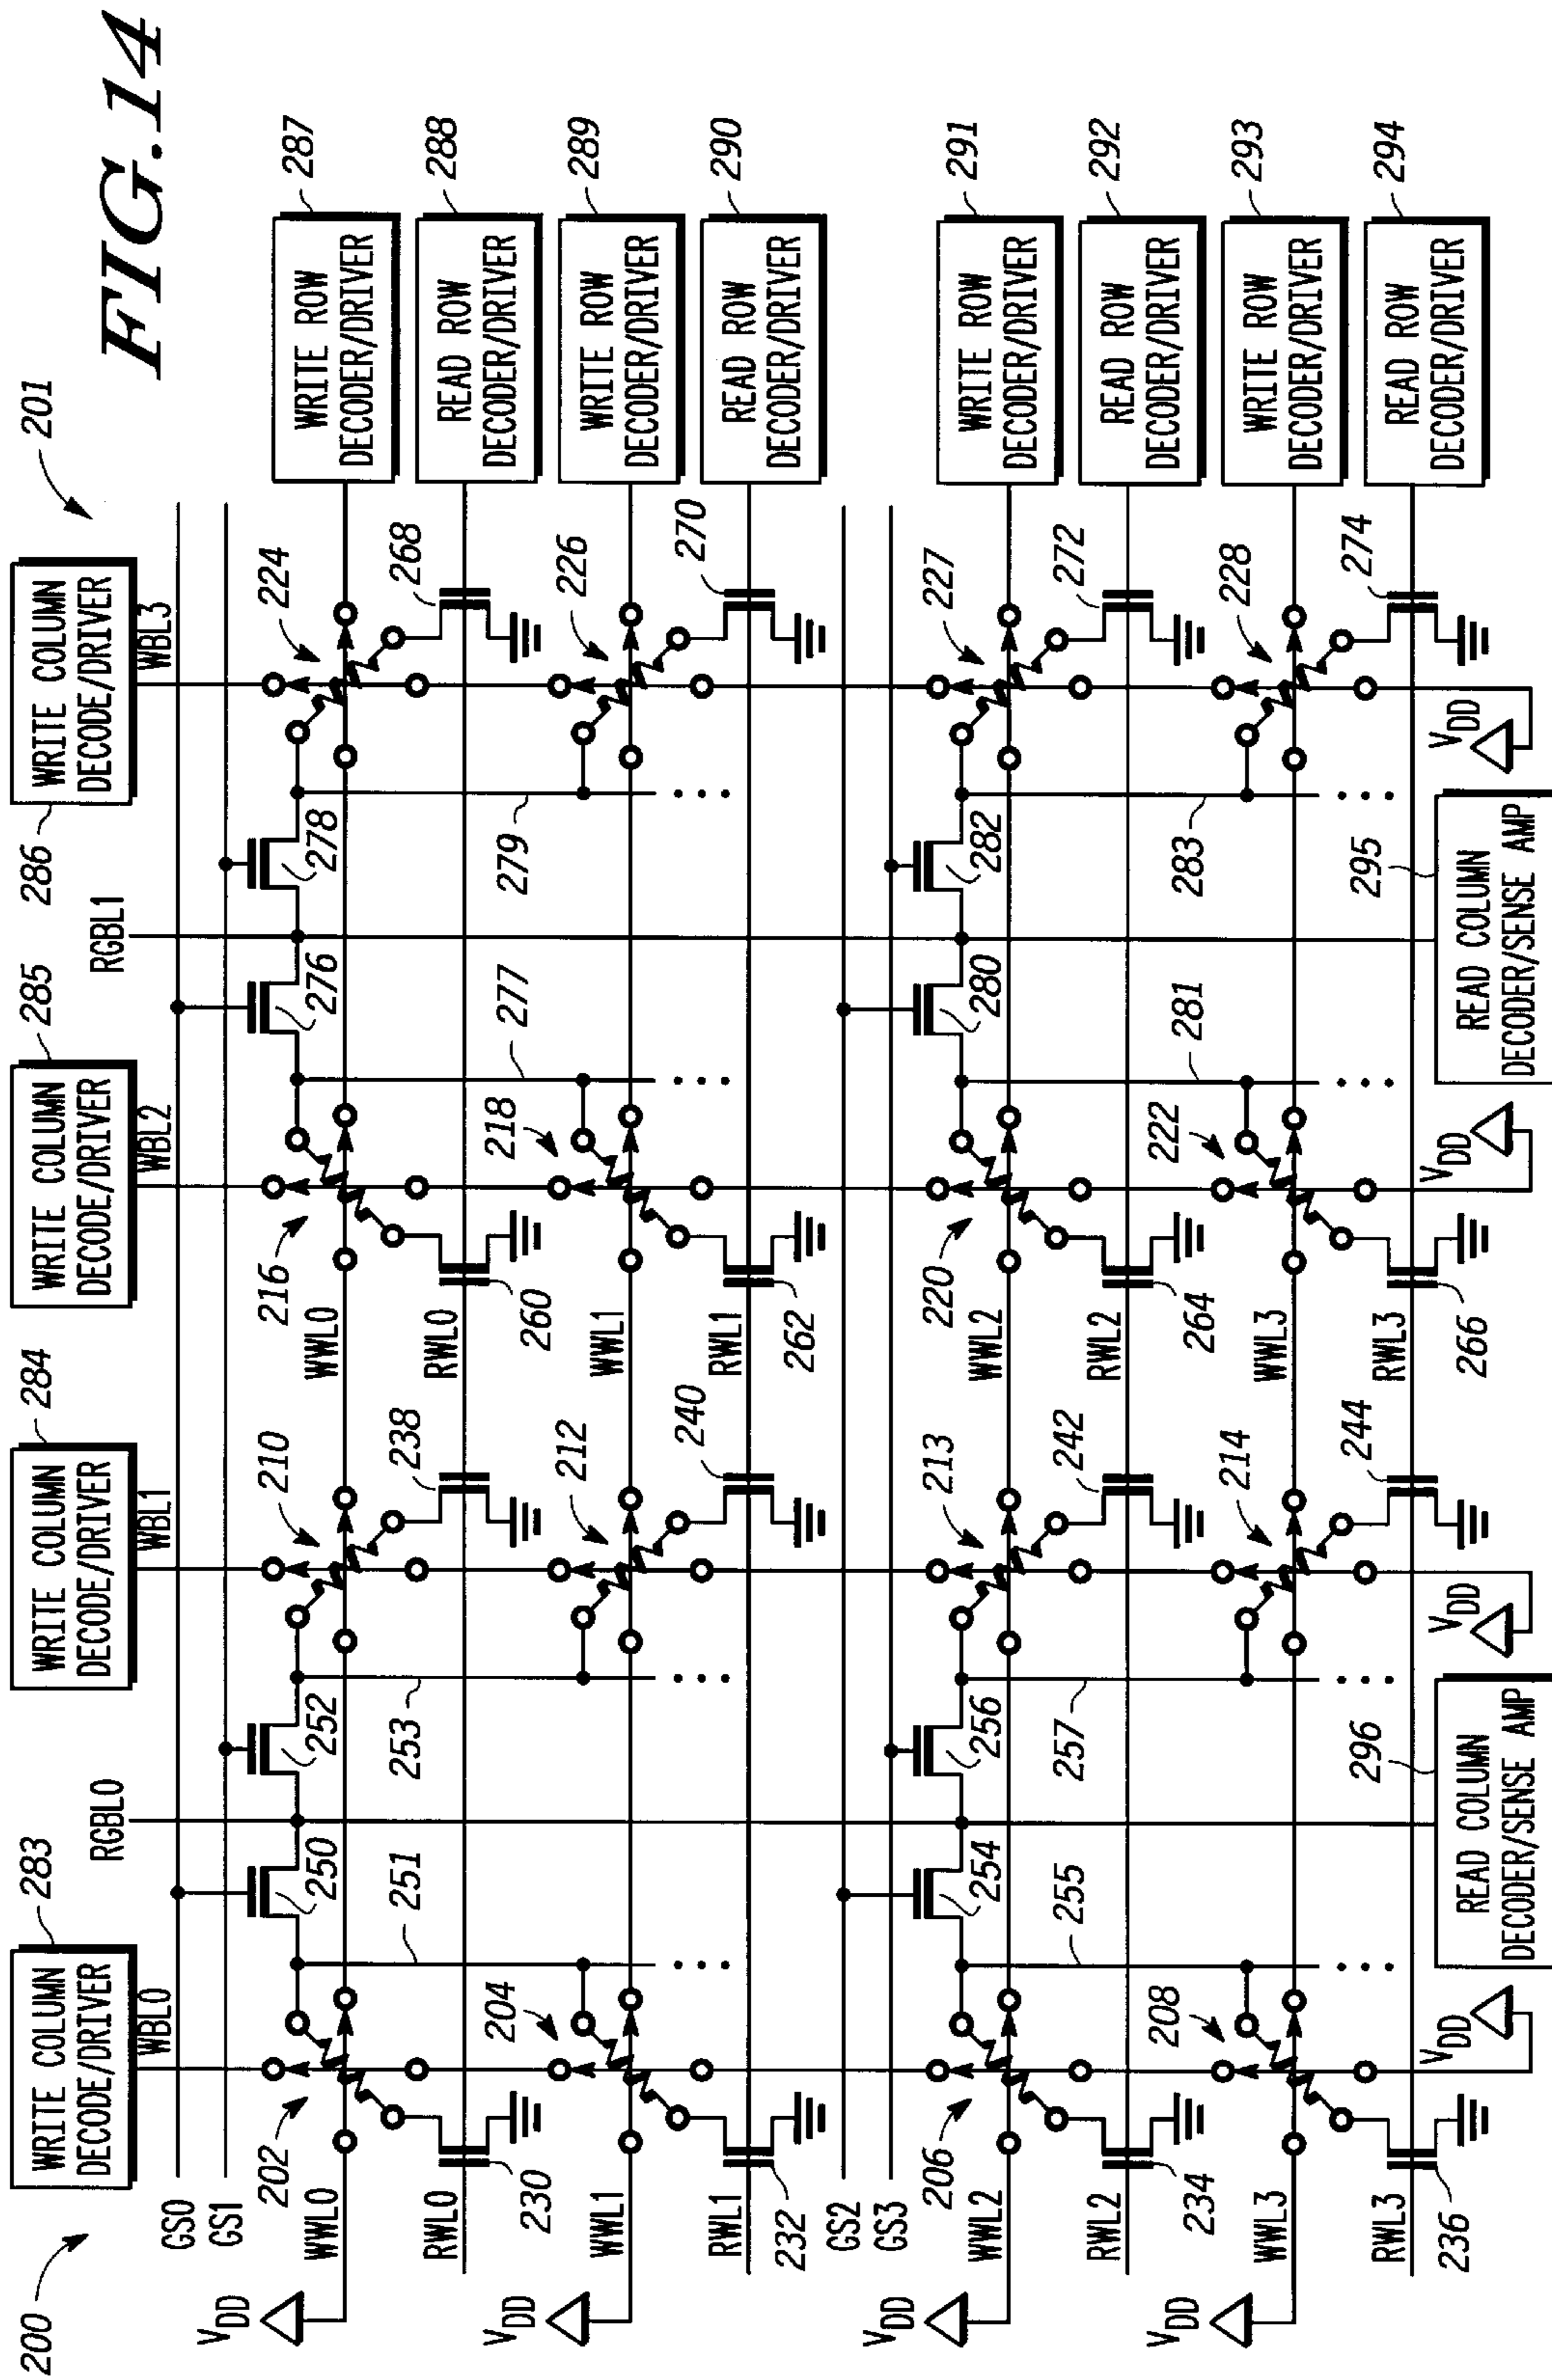 FIG.14
200
201
283
284
285
286
WRITE COLUMN
DECODE/DRIVER
WRITE COLUMN
DECODE/DRIVER
WRITE COLUMN
DECODE/DRIVER
WRITE COLUMN
DECODE/DRIVER
WBL0
RGBL0
WBL1
WBL2
RGBL1
WBL3
GS0
GS1
250
252
276
278
202
210
216
224
VDD
WWL0
WWL0
WRITE ROW
DECODER/DRIVER
287
251
253
277
279
RWL0
230
238
RWL0
260
268
READ ROW
DECODER/DRIVER
288
204
212
218
226
VDD
WWL1
WWL1
WRITE ROW
DECODER/DRIVER
289
RWL1
232
240
RWL1
262
270
READ ROW
DECODER/DRIVER
290
GS2
GS3
254
256
280
282
206
213
220
227
VDD
WWL2
WWL2
WRITE ROW
DECODER/DRIVER
291
255
257
281
283
RWL2
234
242
RWL2
264
272
READ ROW
DECODER/DRIVER
292
208
214
222
228
VDD
WWL3
WWL3
WRITE ROW
DECODER/DRIVER
293
RWL3
236
244
RWL3
266
274
READ ROW
DECODER/DRIVER
294
VDD
296
VDD
VDD
295
VDD
READ COLUMN
DECODER/SENSE AMP
READ COLUMN
DECODER/SENSE AMP